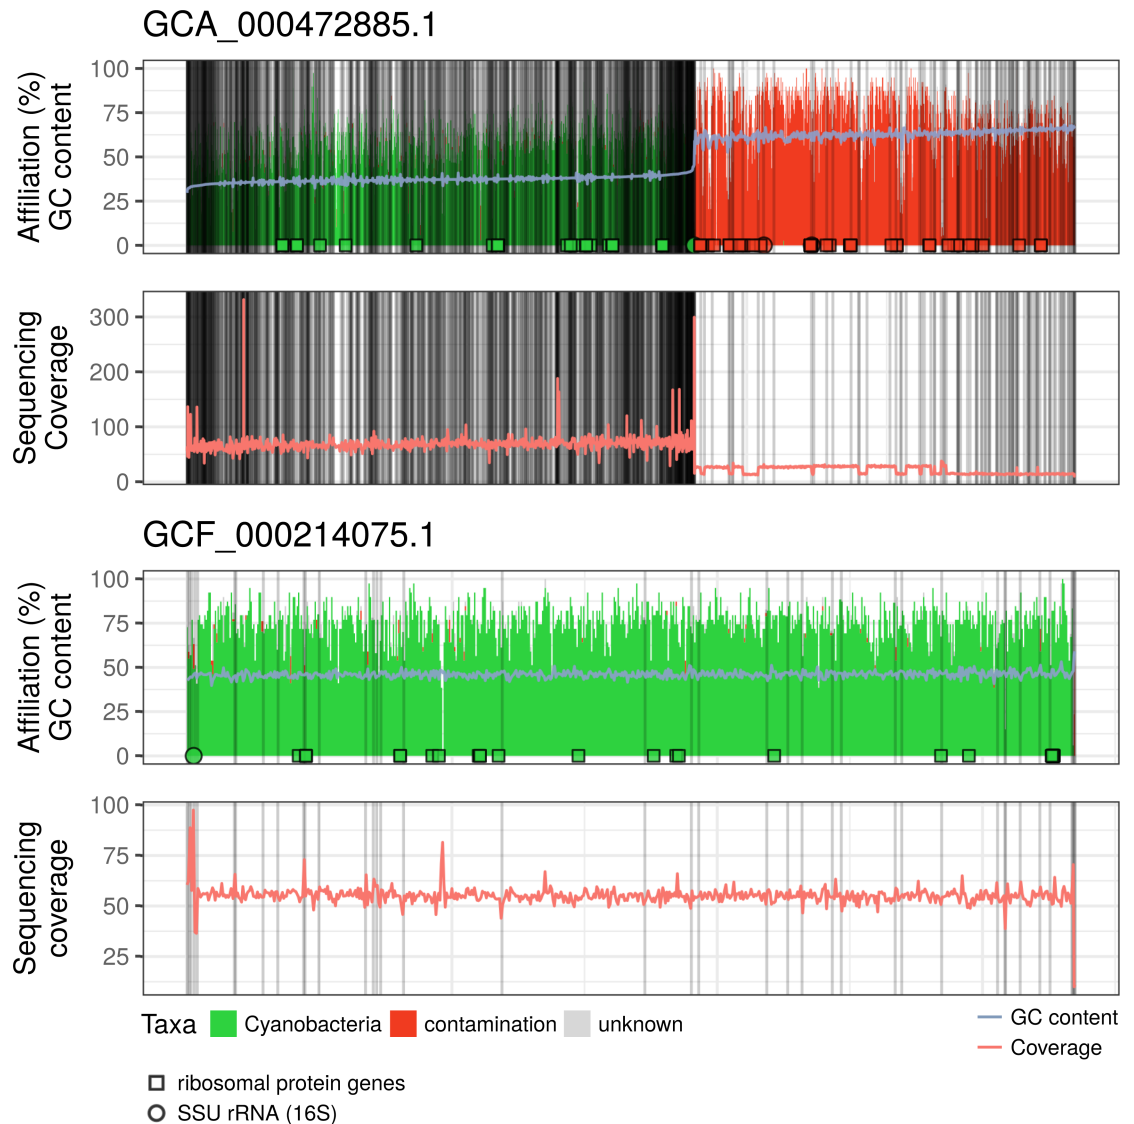 GCA_000472885.1
Affiliation (%)
GC content
100
75
50
25
0
Sequencing
Coverage
300
200
100
0
GCF_000214075.1
Affiliation (%)
GC content
100
75
50
25
0
Sequencing
coverage
100
75
50
25
Taxa Cyanobacteria contamination unknown
GC content
Coverage
ribosomal protein genes
SSU rRNA (16S)